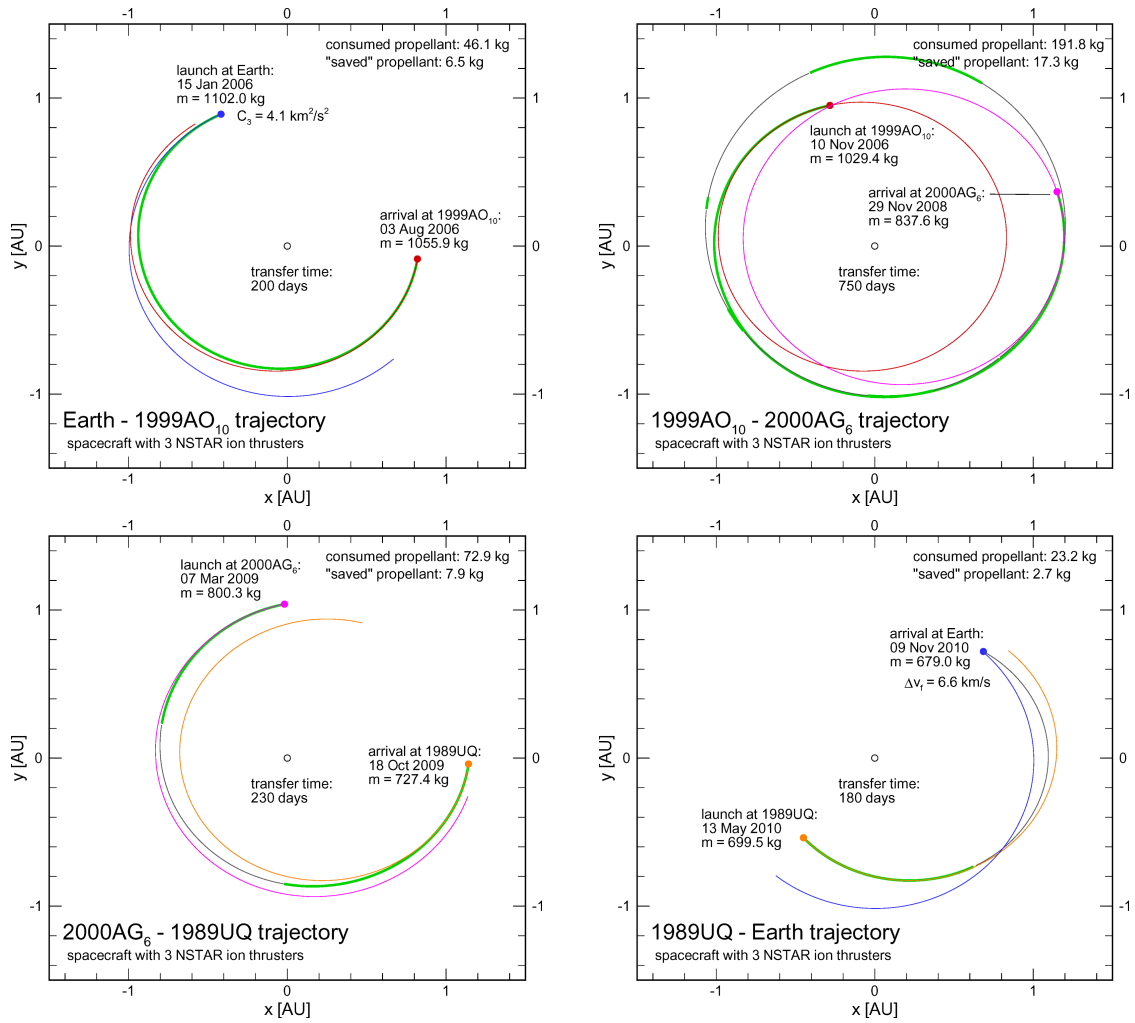 -1 0 1
consumed propellant: 46.1 kg
"saved" propellant: 6.5 kg
launch at Earth:
15 Jan 2006
m = 1102.0 kg
C₃ = 4.1 km²/s²
1 1
arrival at 1999AO₁₀:
03 Aug 2006
m = 1055.9 kg
y [AU]
0 0
transfer time:
200 days
-1 -1
Earth - 1999AO₁₀ trajectory
spacecraft with 3 NSTAR ion thrusters
-1 0 1
x [AU]
-1 0 1
consumed propellant: 191.8 kg
"saved" propellant: 17.3 kg
1 1
launch at 1999AO₁₀:
10 Nov 2006
m = 1029.4 kg
arrival at 2000AG₆:
29 Nov 2008
m = 837.6 kg
y [AU]
0 0
transfer time:
750 days
-1 -1
1999AO₁₀ - 2000AG₆ trajectory
spacecraft with 3 NSTAR ion thrusters
-1 0 1
x [AU]
-1 0 1
consumed propellant: 72.9 kg
"saved" propellant: 7.9 kg
launch at 2000AG₆:
07 Mar 2009
m = 800.3 kg
1 1
arrival at 1989UQ:
18 Oct 2009
m = 727.4 kg
y [AU]
0 0
transfer time:
230 days
-1 -1
2000AG₆ - 1989UQ trajectory
spacecraft with 3 NSTAR ion thrusters
-1 0 1
x [AU]
-1 0 1
consumed propellant: 23.2 kg
"saved" propellant: 2.7 kg
1 1
arrival at Earth:
09 Nov 2010
m = 679.0 kg
Δv_f = 6.6 km/s
y [AU]
0 0
transfer time:
180 days
launch at 1989UQ:
13 May 2010
m = 699.5 kg
-1 -1
1989UQ - Earth trajectory
spacecraft with 3 NSTAR ion thrusters
-1 0 1
x [AU]